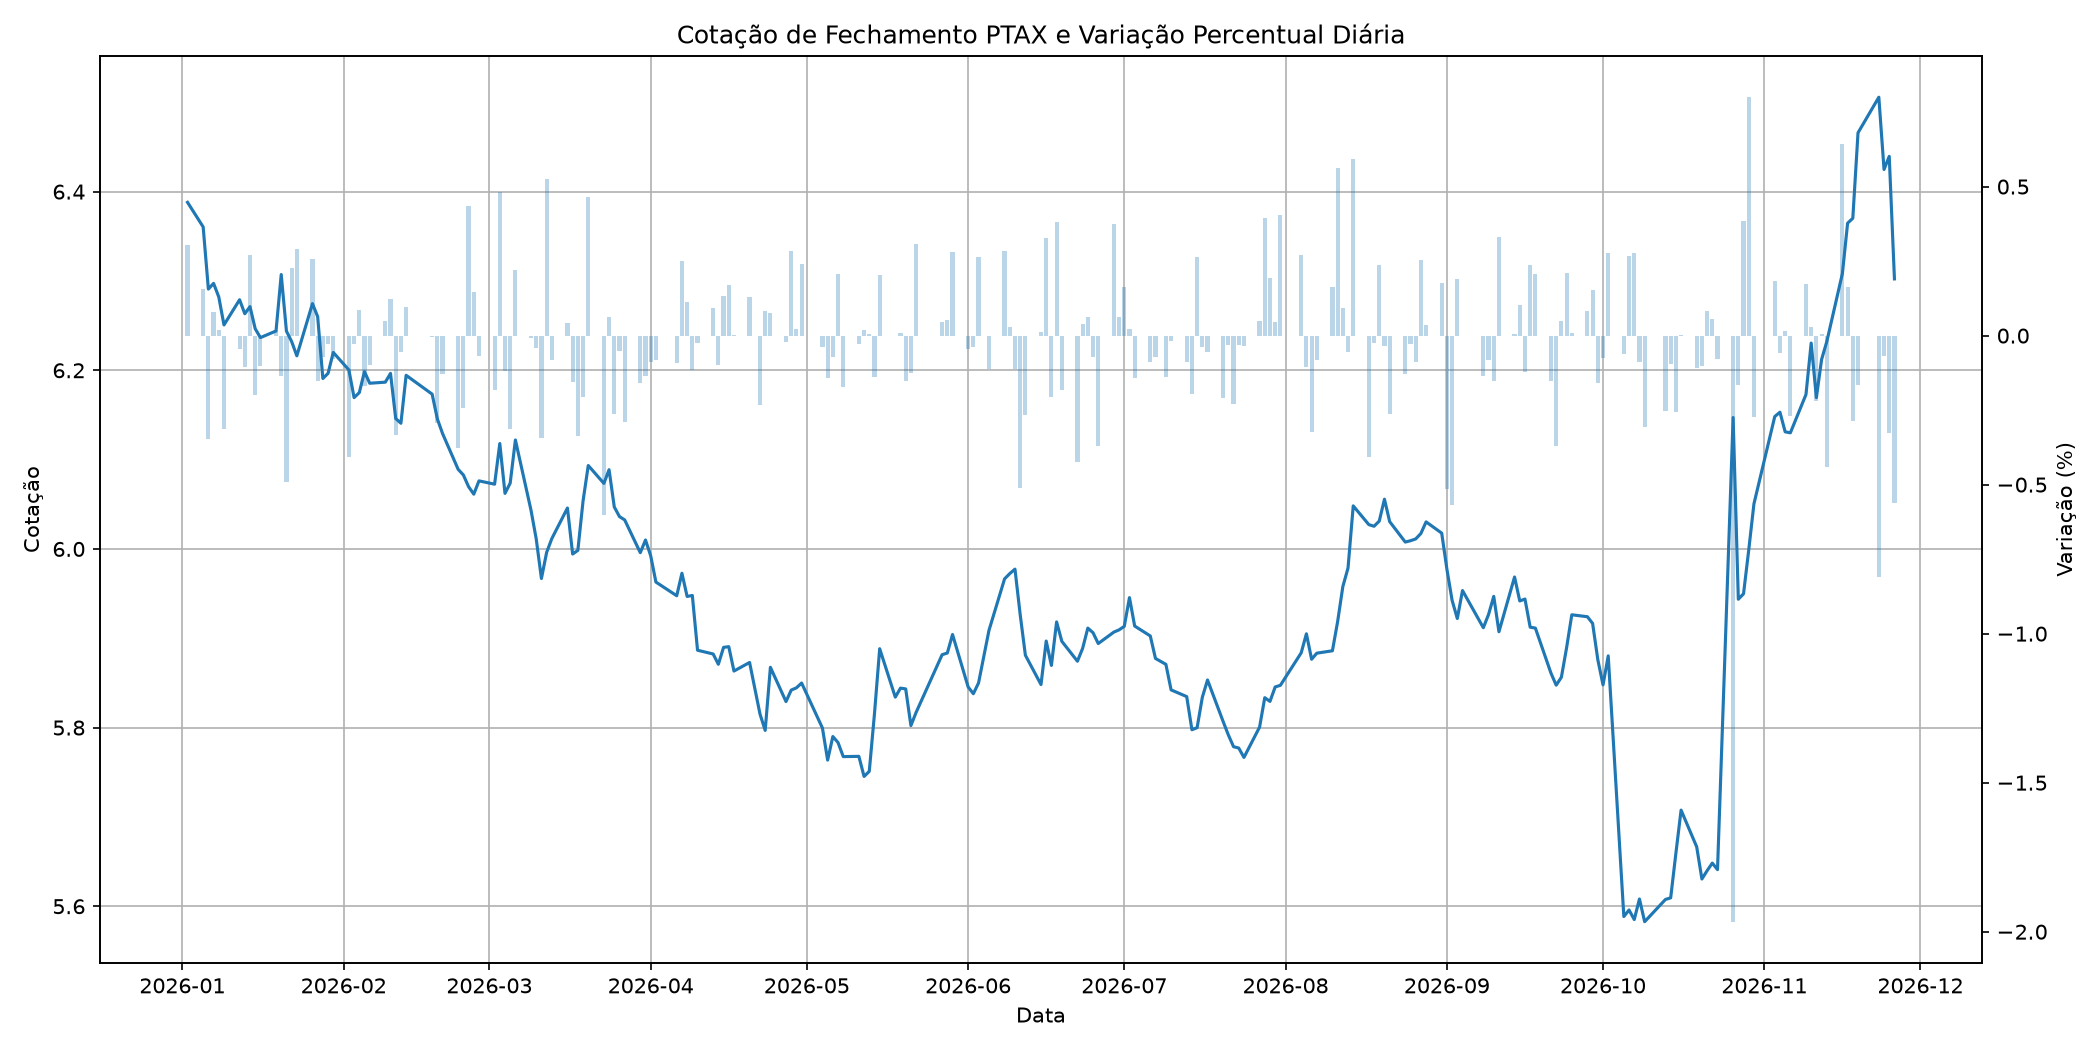 Cotação de Fechamento PTAX e Variação Percentual Diária
Cotação
6.4
6.2
6.0
5.8
5.6
0.5
0.0
−0.5
−1.0
−1.5
−2.0
Variação (%)
2026-01 2026-02 2026-03 2026-04 2026-05 2026-06 2026-07 2026-08 2026-09 2026-10 2026-11 2026-12
Data